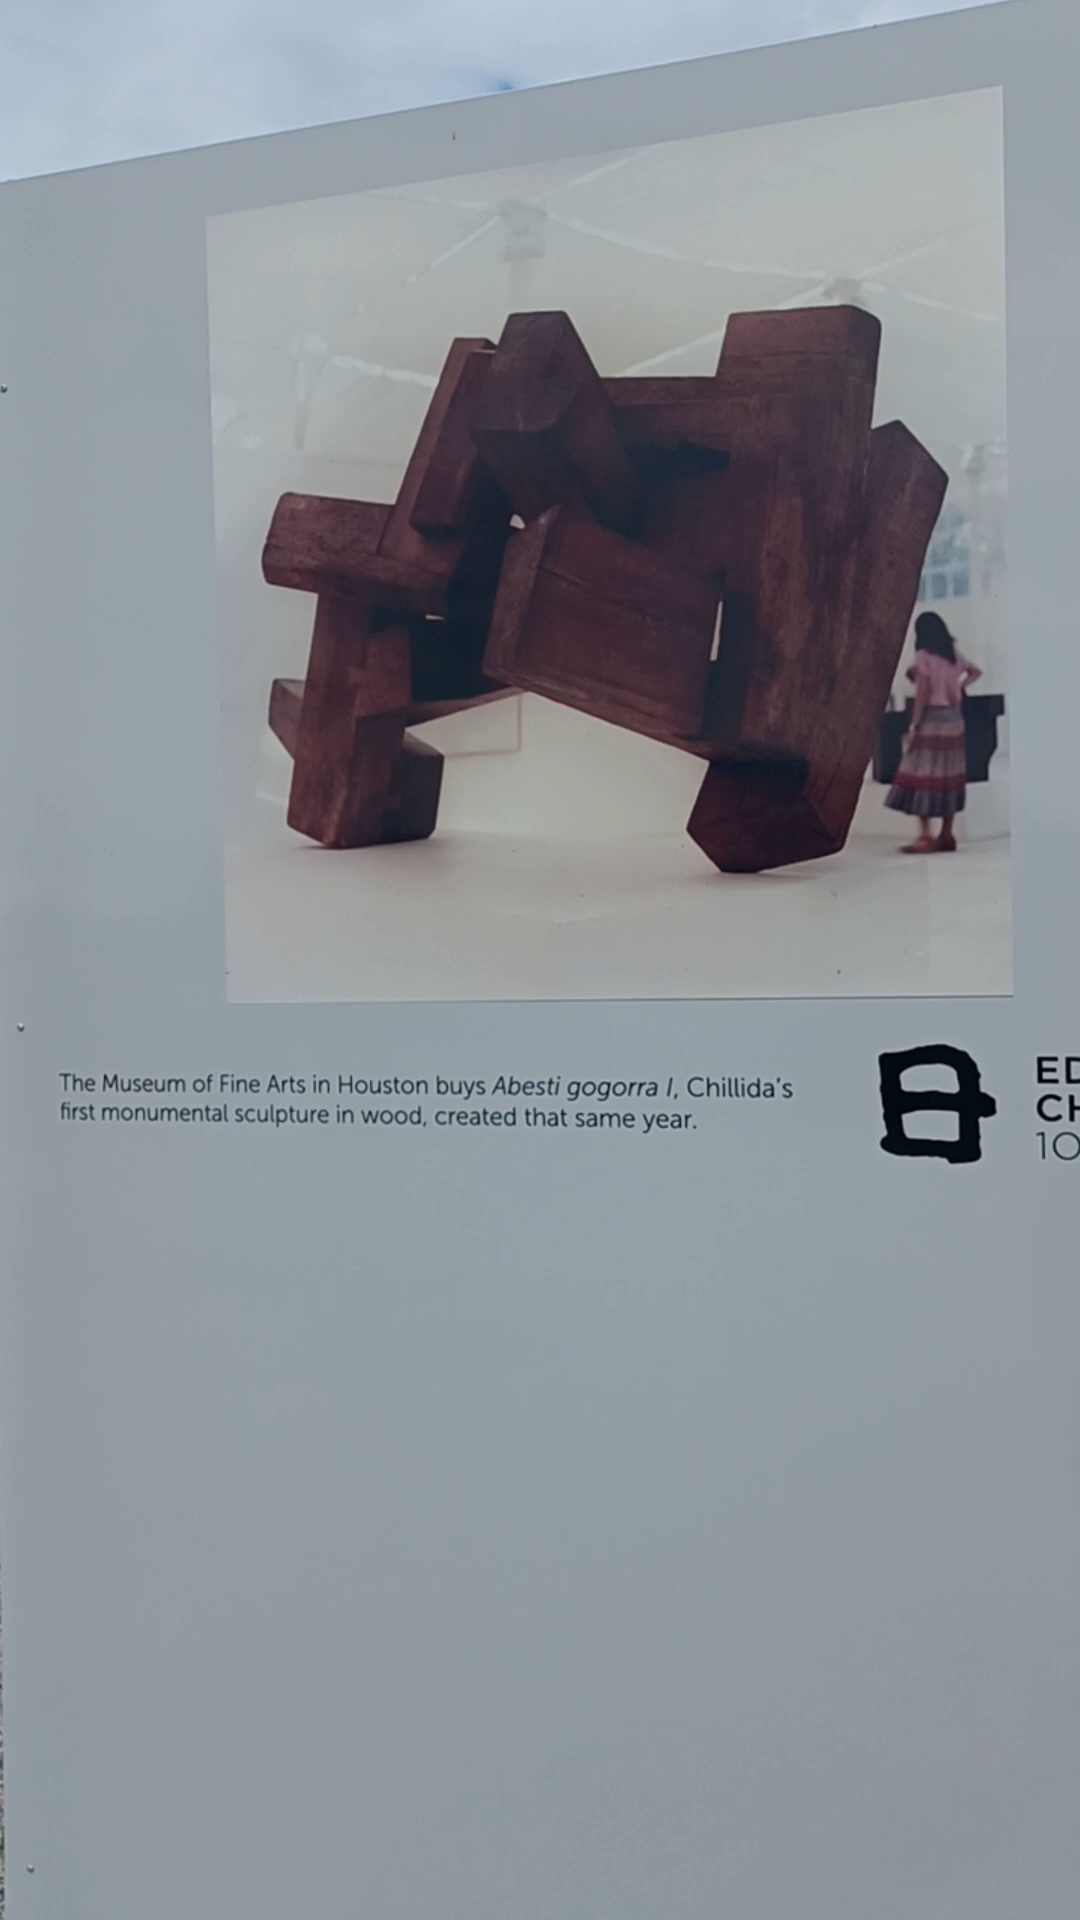 The Museum of Fine Arts in Houston buys Abesti gogorra I, Chillida's
first monumental sculpture in wood, created that same year.
ED
CH
10